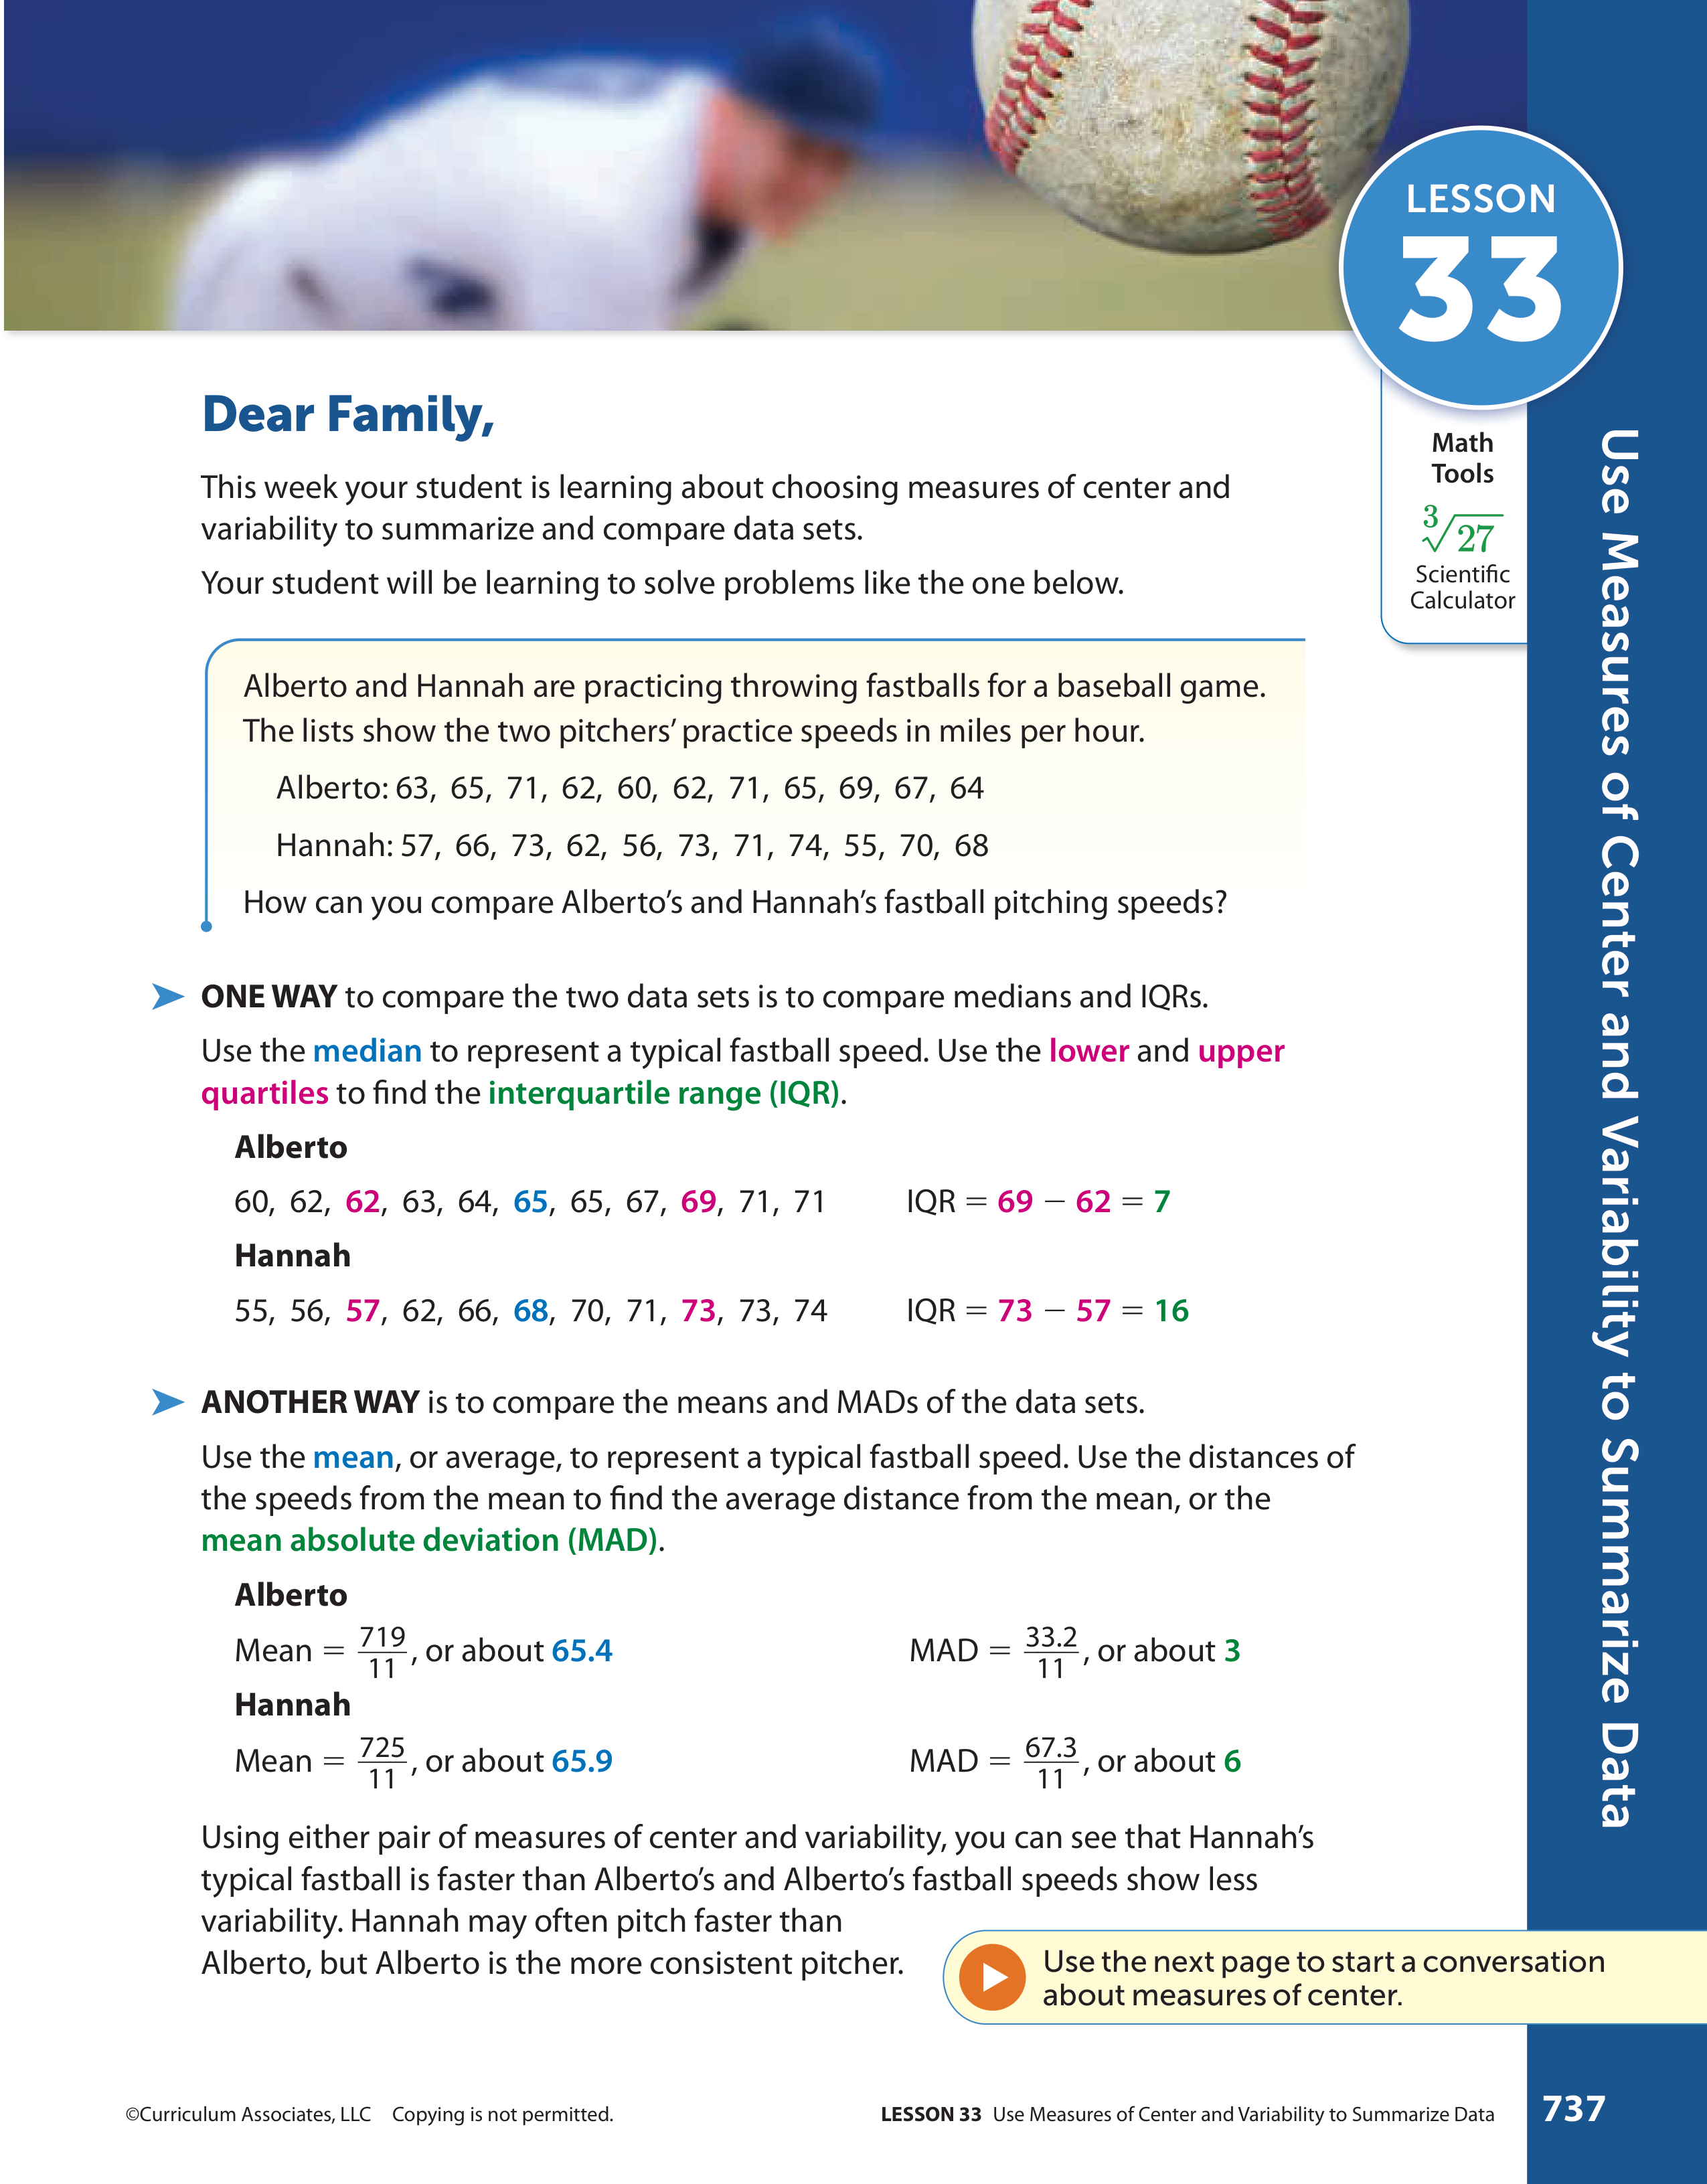 LESSON
33
Math
Tools
∛27
Scientific
Calculator
Use Measures of Center and Variability to Summarize Data
Dear Family,
This week your student is learning about choosing measures of center and
variability to summarize and compare data sets.
Your student will be learning to solve problems like the one below.
Alberto and Hannah are practicing throwing fastballs for a baseball game.
The lists show the two pitchers’ practice speeds in miles per hour.
Alberto: 63, 65, 71, 62, 60, 62, 71, 65, 69, 67, 64
Hannah: 57, 66, 73, 62, 56, 73, 71, 74, 55, 70, 68
How can you compare Alberto’s and Hannah’s fastball pitching speeds?
➤ ONE WAY to compare the two data sets is to compare medians and IQRs.
Use the median to represent a typical fastball speed. Use the lower and upper
quartiles to find the interquartile range (IQR).
Alberto
60, 62, 62, 63, 64, 65, 65, 67, 69, 71, 71 IQR = 69 − 62 = 7
Hannah
55, 56, 57, 62, 66, 68, 70, 71, 73, 73, 74 IQR = 73 − 57 = 16
➤ ANOTHER WAY is to compare the means and MADs of the data sets.
Use the mean, or average, to represent a typical fastball speed. Use the distances of
the speeds from the mean to find the average distance from the mean, or the
mean absolute deviation (MAD).
Alberto
Mean = 719/11, or about 65.4 MAD = 33.2/11, or about 3
Hannah
Mean = 725/11, or about 65.9 MAD = 67.3/11, or about 6
Using either pair of measures of center and variability, you can see that Hannah’s
typical fastball is faster than Alberto’s and Alberto’s fastball speeds show less
variability. Hannah may often pitch faster than
Alberto, but Alberto is the more consistent pitcher.
Use the next page to start a conversation
about measures of center.
©Curriculum Associates, LLC Copying is not permitted.
LESSON 33 Use Measures of Center and Variability to Summarize Data
737